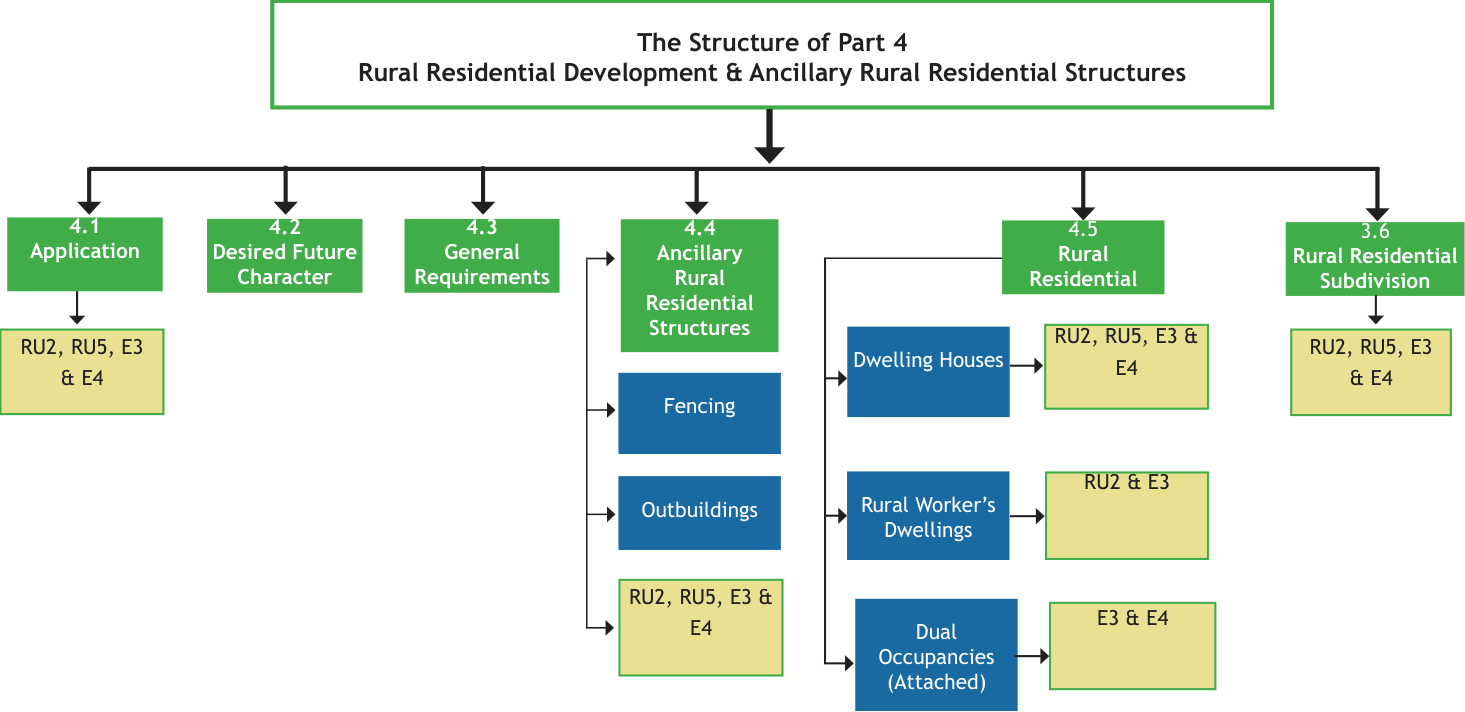 The Structure of Part 4
Rural Residential Development & Ancillary Rural Residential Structures
4.1
Application
RU2, RU5, E3
& E4
4.2
Desired Future
Character
4.3
General
Requirements
4.4
Ancillary
Rural
Residential
Structures
Fencing
Outbuildings
RU2, RU5, E3 &
E4
4.5
Rural
Residential
Dwelling Houses
RU2, RU5, E3 &
E4
Rural Worker’s
Dwellings
RU2 & E3
Dual
Occupancies
(Attached)
E3 & E4
3.6
Rural Residential
Subdivision
RU2, RU5, E3
& E4